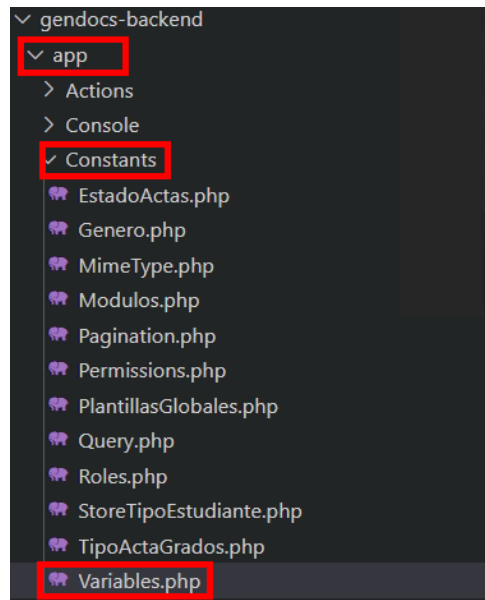 gendocs-backend
app
Actions
Console
Constants
EstadoActas.php
Genero.php
MimeType.php
Modulos.php
Pagination.php
Permissions.php
PlantillasGlobales.php
Query.php
Roles.php
StoreTipoEstudiante.php
TipoActaGrados.php
Variables.php